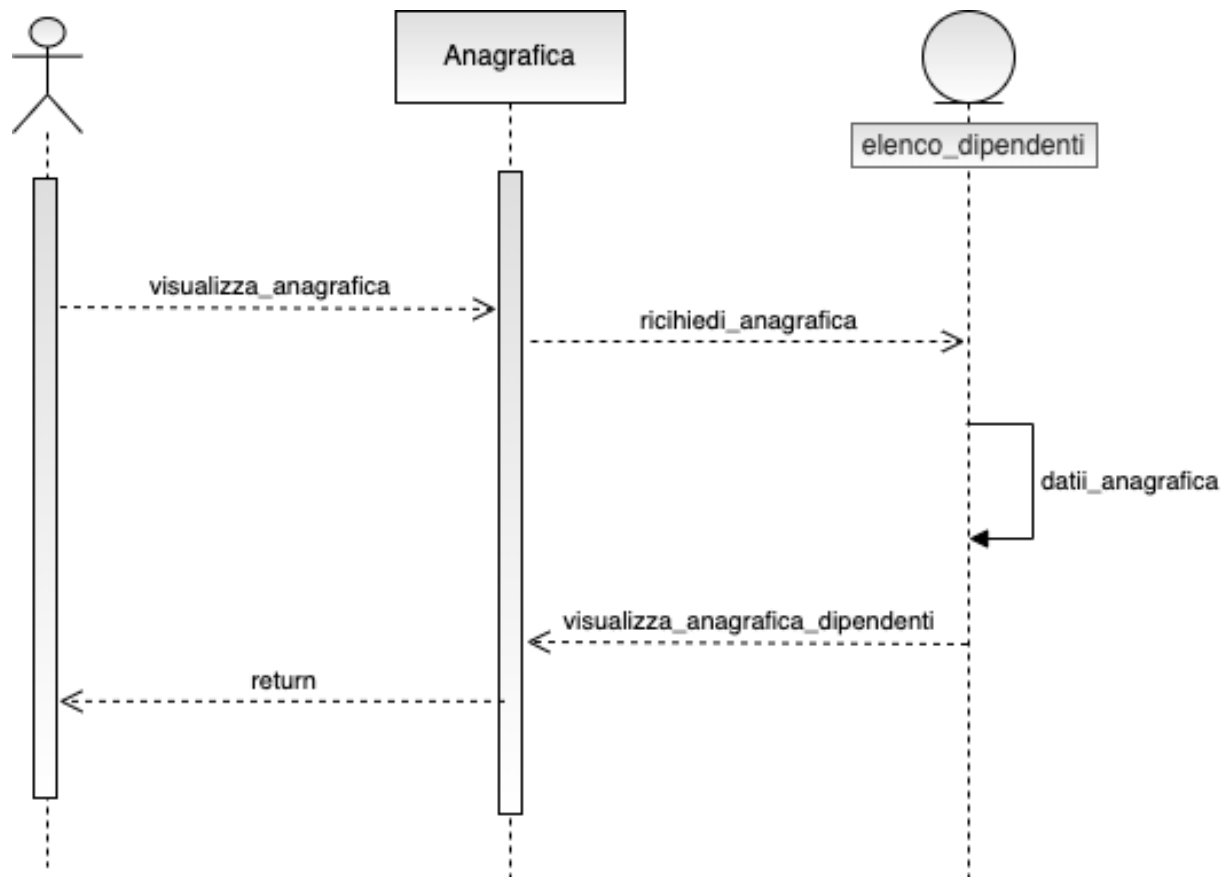 Anagrafica
elenco_dipendenti
visualizza_anagrafica
ricihiedi_anagrafica
datii_anagrafica
visualizza_anagrafica_dipendenti
return